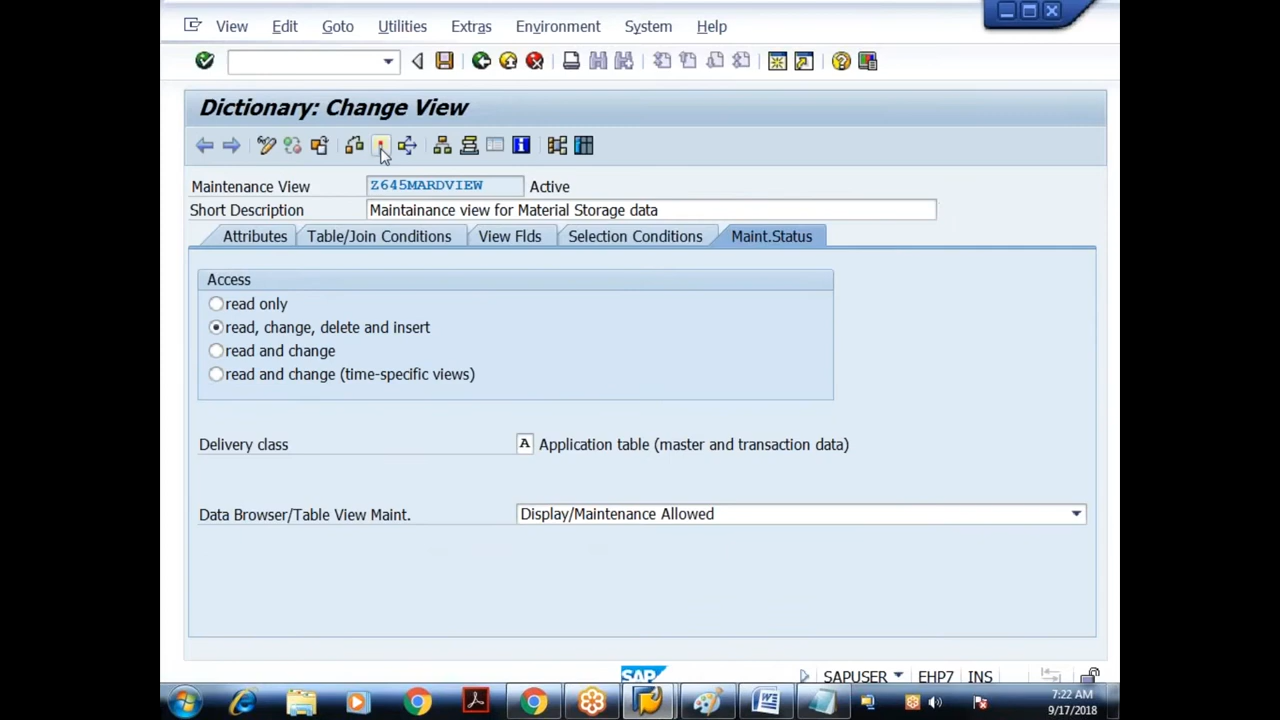 View Edit Goto Utilities Extras Environment System Help
Dictionary: Change View
Maintenance View Z645MARDVIEW Active
Short Description Maintainance view for Material Storage data
Attributes Table/Join Conditions View Flds Selection Conditions Maint.Status
Access
read only
read, change, delete and insert
read and change
read and change (time-specific views)
Delivery class A Application table (master and transaction data)
Data Browser/Table View Maint. Display/Maintenance Allowed
SAP SAPUSER EHP7 INS
7:22 AM
9/17/2018